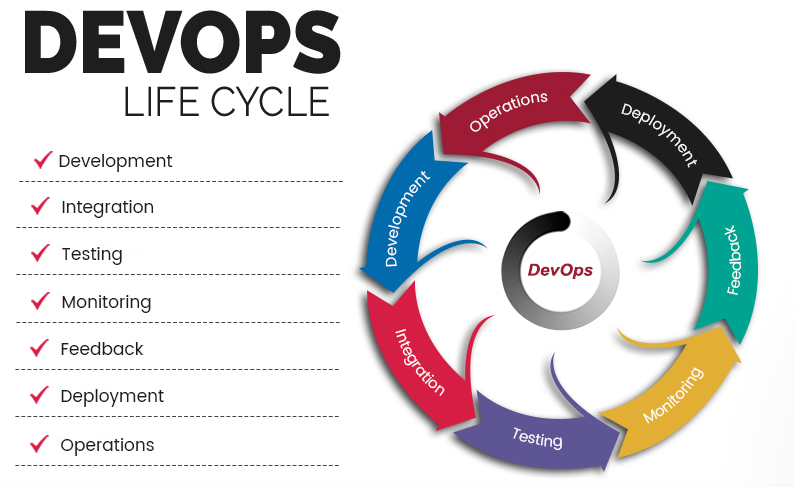 DEVOPS
LIFE CYCLE
Development
Integration
Testing
Monitoring
Feedback
Deployment
Operations
Operations
Deployment
Development
Feedback
DevOps
Integration
Monitoring
Testing